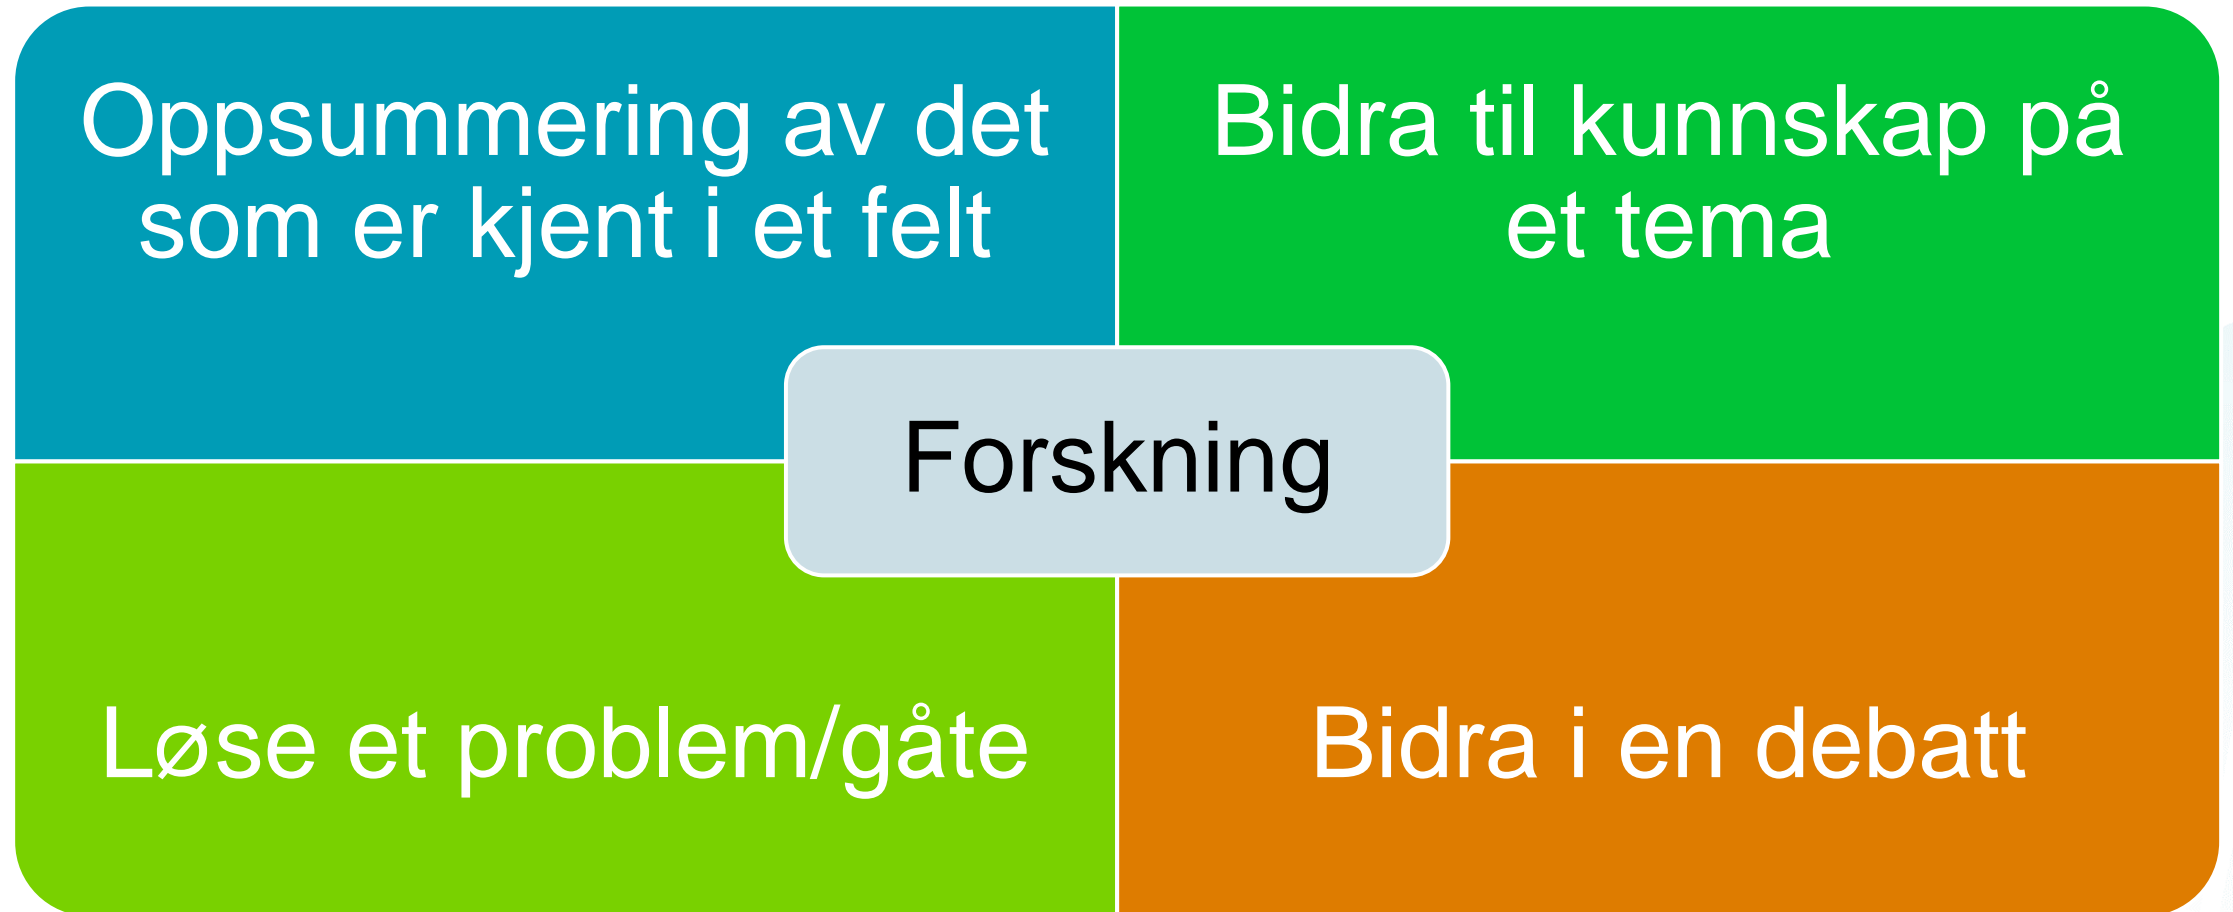 Oppsummering av det
som er kjent i et felt
Bidra til kunnskap på
et tema
Forskning
Løse et problem/gåte
Bidra i en debatt